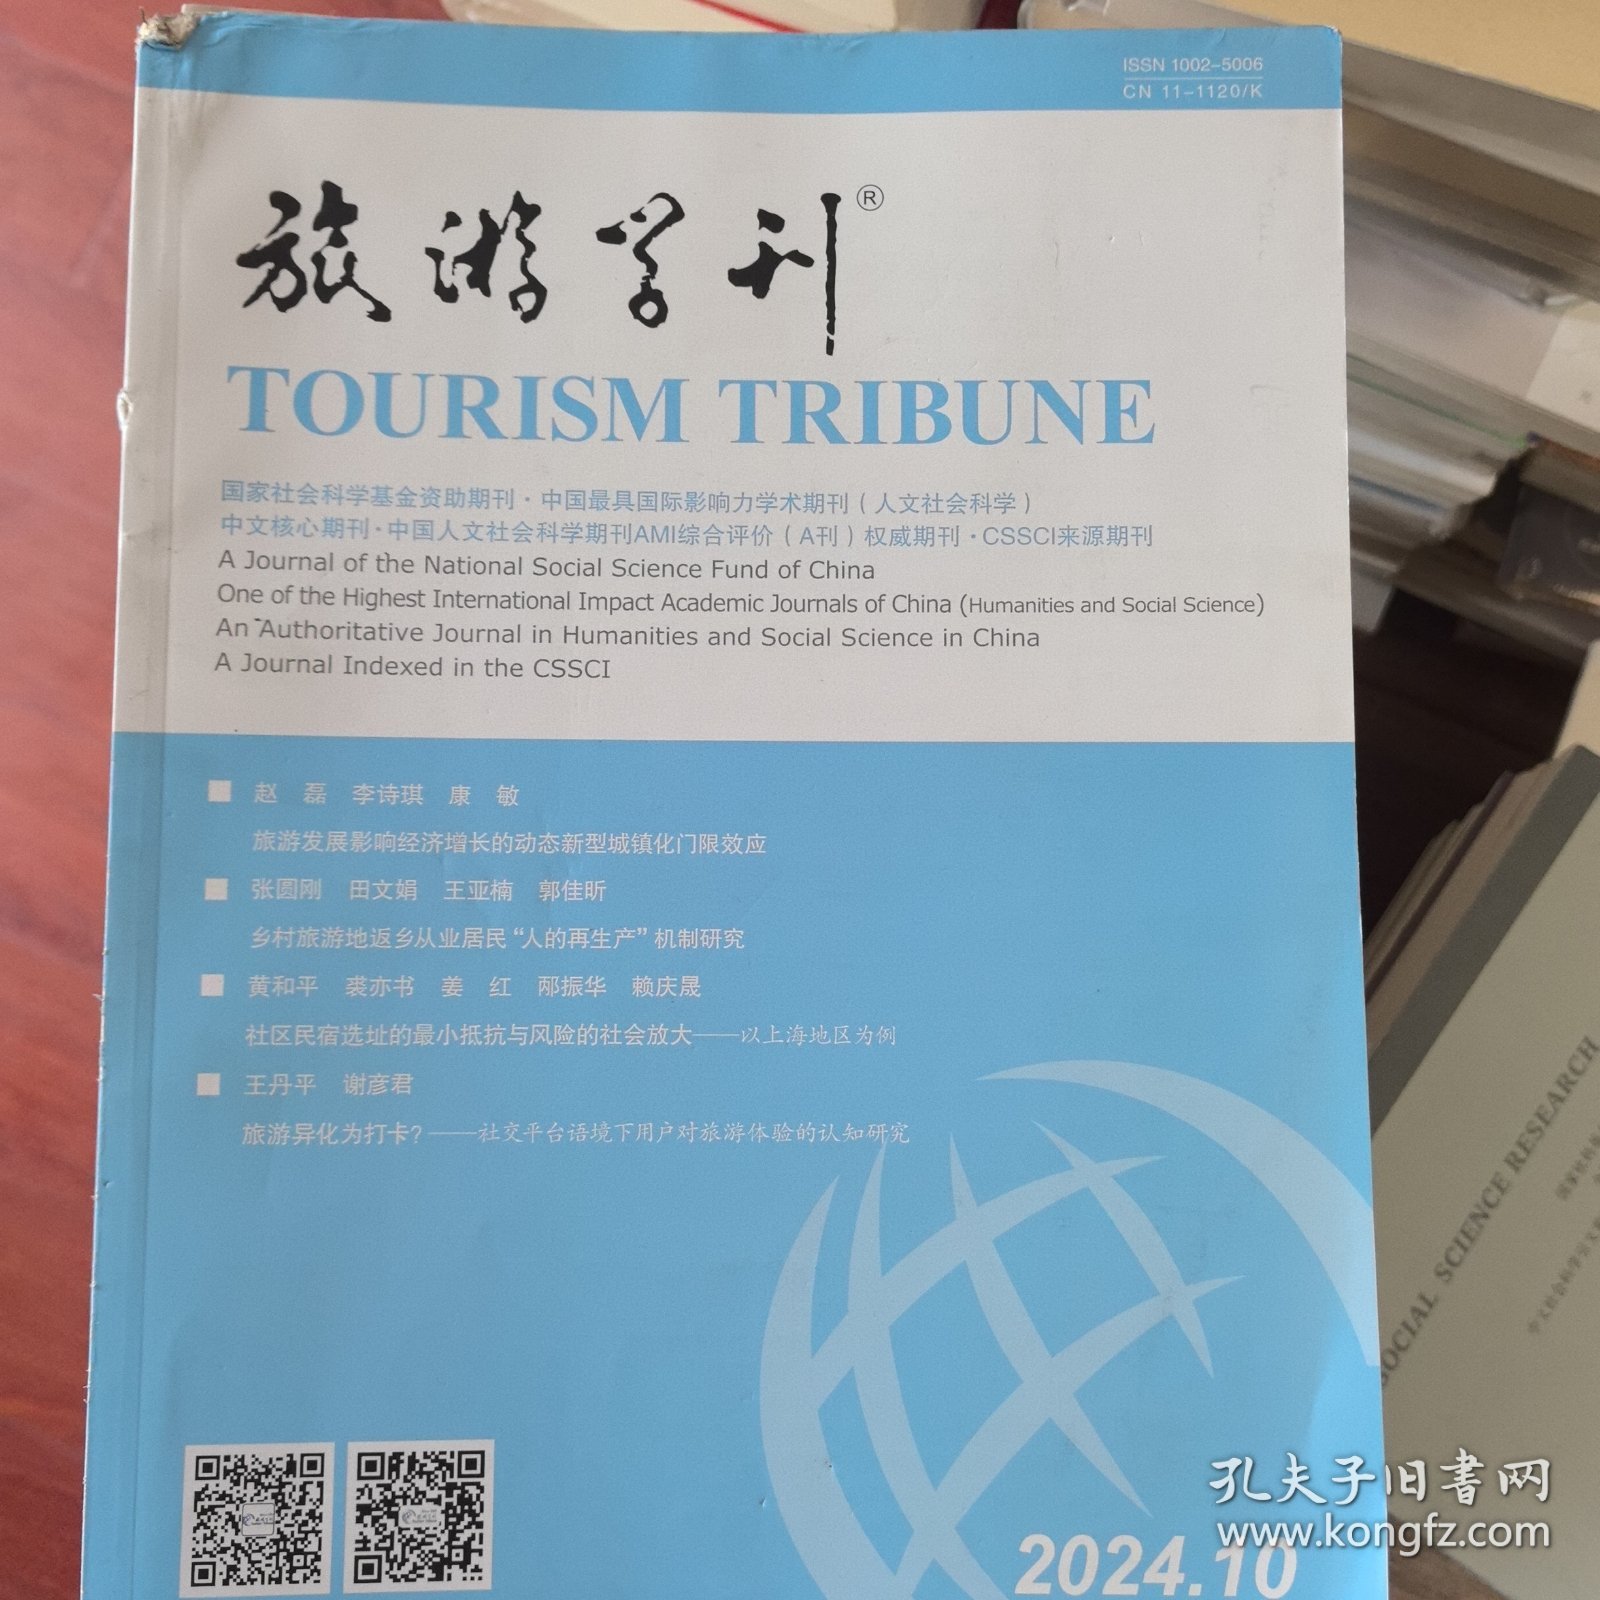 ISSN 1002-5006
CN 11-1120/K
旅游学刊®
TOURISM TRIBUNE
国家社会科学基金资助期刊·中国最具国际影响力学术期刊（人文社会科学）
中文核心期刊·中国人文社会科学期刊AMI综合评价（A刊）权威期刊·CSSCI来源期刊
A Journal of the National Social Science Fund of China
One of the Highest International Impact Academic Journals of China (Humanities and Social Science)
An Authoritative Journal in Humanities and Social Science in China
A Journal Indexed in the CSSCI
赵 磊 李诗琪 康 敏
旅游发展影响经济增长的动态新型城镇化门限效应
张圆刚 田文娟 王亚楠 郭佳昕
乡村旅游地返乡从业居民“人的再生产”机制研究
黄和平 裘亦书 姜 红 邴振华 赖庆晟
社区民宿选址的最小抵抗与风险的社会放大——以上海地区为例
王丹平 谢彦君
旅游异化为打卡？——社交平台语境下用户对旅游体验的认知研究
2024.10
SOCIAL SCIENCE RESEARCH
孔夫子旧书网
www.kongfz.com